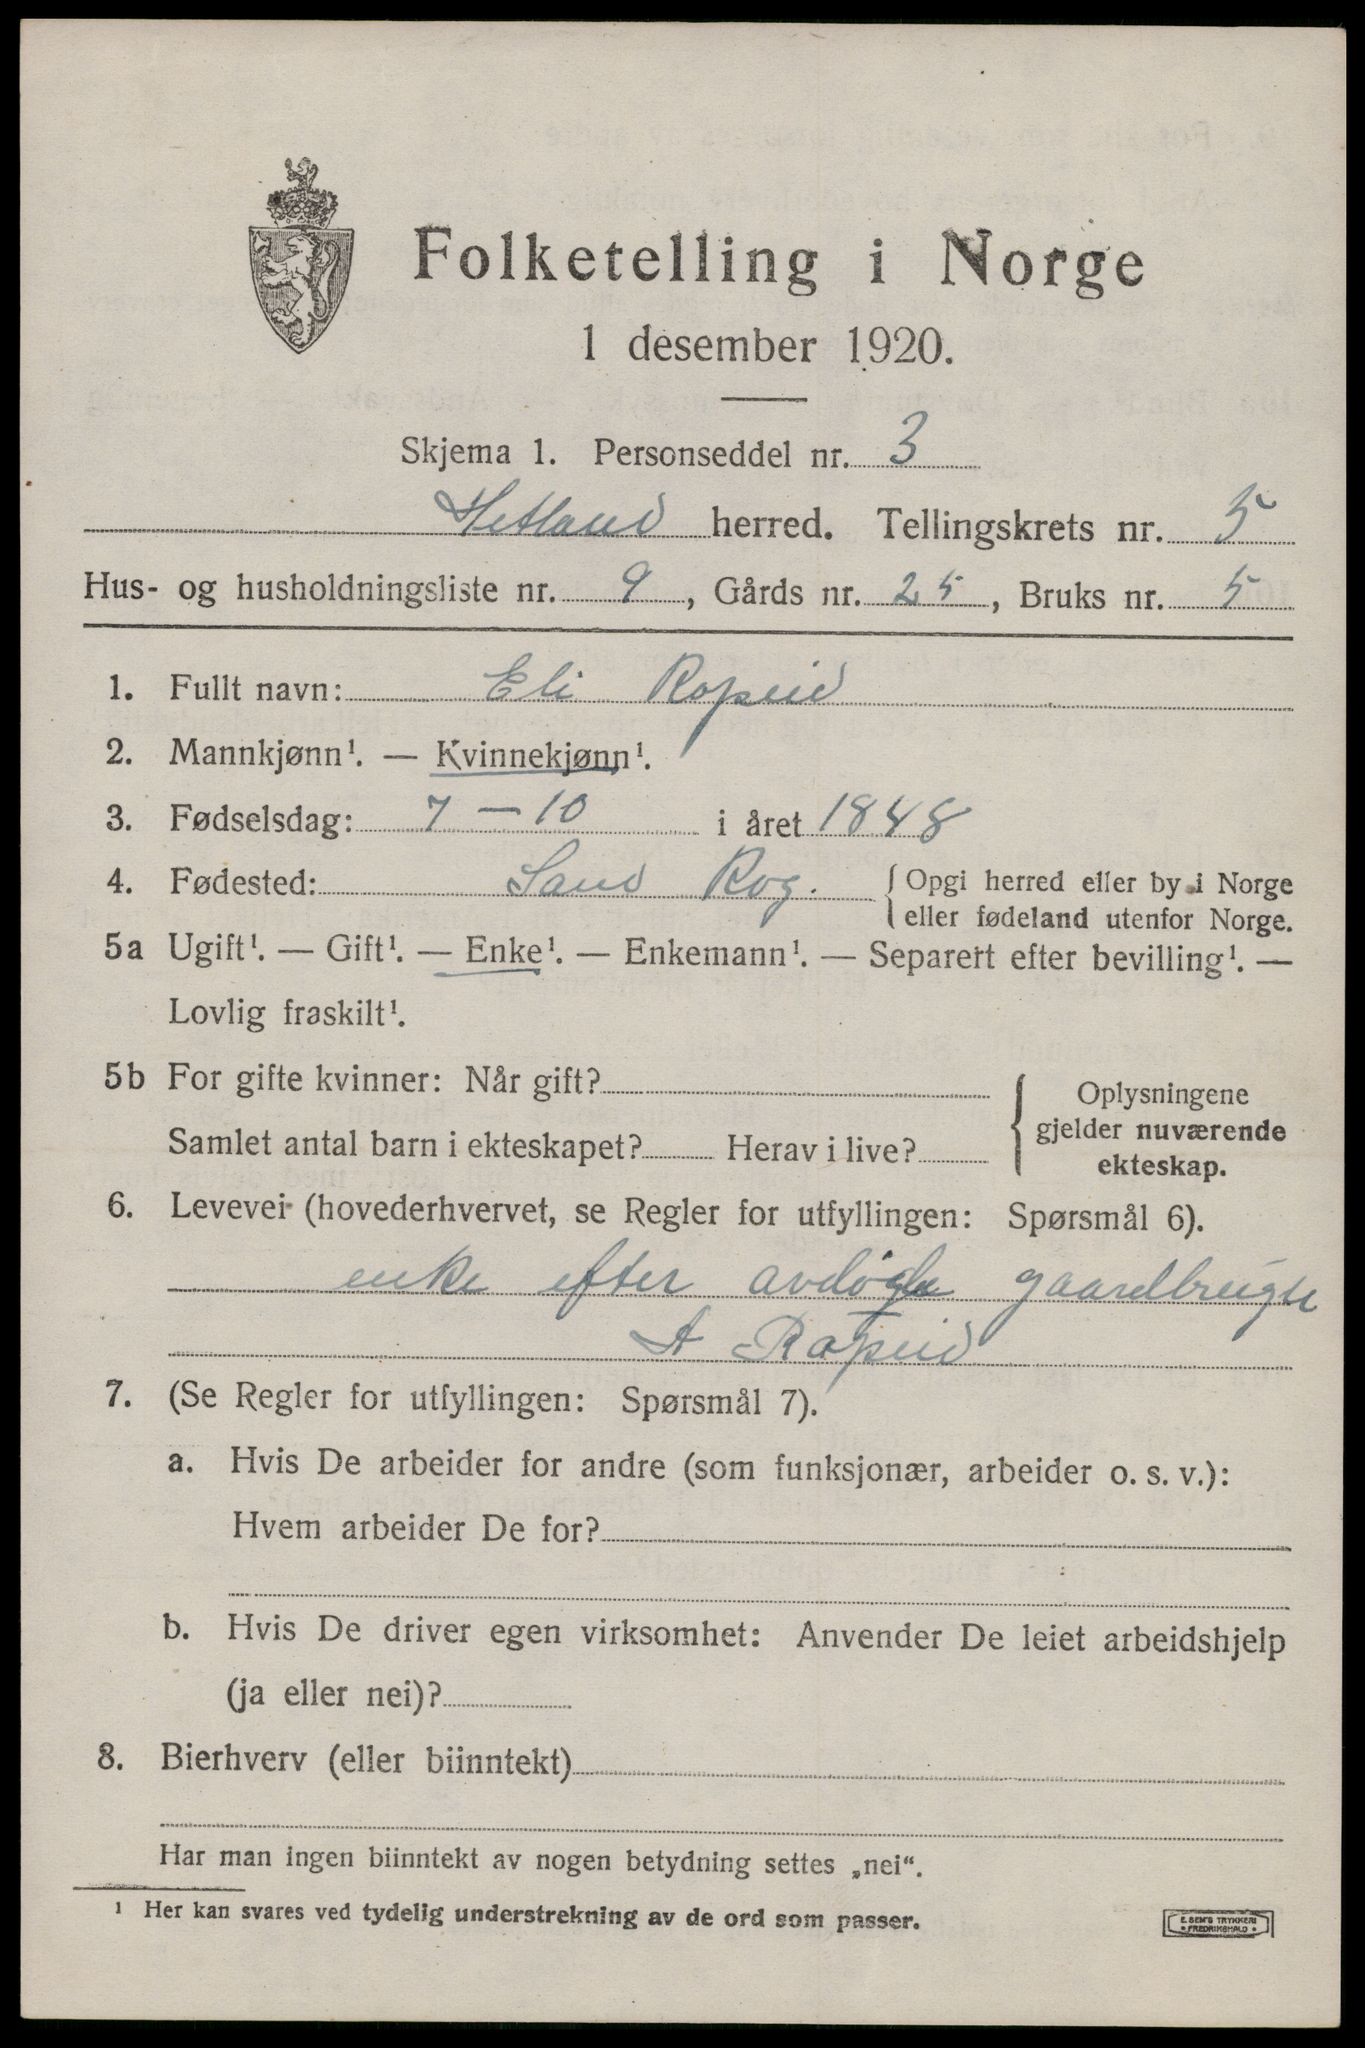 Folketelling i Norge
1 desember 1920.
Skjema 1. Personseddel nr. 3
Hetland herred. Tellingskrets nr. 5
Hus- og husholdningsliste nr. 9, Gårds nr. 25, Bruks nr. 5
1. Fullt navn: Eli Ropeid
2. Mannkjønn¹. — Kvinnekjønn¹.
3. Fødselsdag: 7 – 10 i året 1848
4. Fødested: Sand Rog. { Opgi herred eller by i Norge
eller fødeland utenfor Norge.
5a Ugift¹. — Gift¹. — Enke¹. — Enkemann¹. — Separert efter bevilling¹. —
Lovlig fraskilt¹.
5b For gifte kvinner: Når gift?
Samlet antal barn i ekteskapet? Herav i live?
Oplysningene
gjelder nuværende
ekteskap.
6. Levevei (hovederhvervet, se Regler for utfyllingen: Spørsmål 6).
enke efter avdøde
A Ropeid
7. (Se Regler for utfyllingen: Spørsmål 7).
a. Hvis De arbeider for andre (som funksjonær, arbeider o. s. v.):
Hvem arbeider De for?
b. Hvis De driver egen virksomhet: Anvender De leiet arbeidshjelp
(ja eller nei)?
8. Bierhverv (eller biinntekt)
Har man ingen biinntekt av nogen betydning settes „nei“.
¹ Her kan svares ved tydelig understrekning av de ord som passer.
E. SEM'S TRYKKERI
FREDRIKSHALD